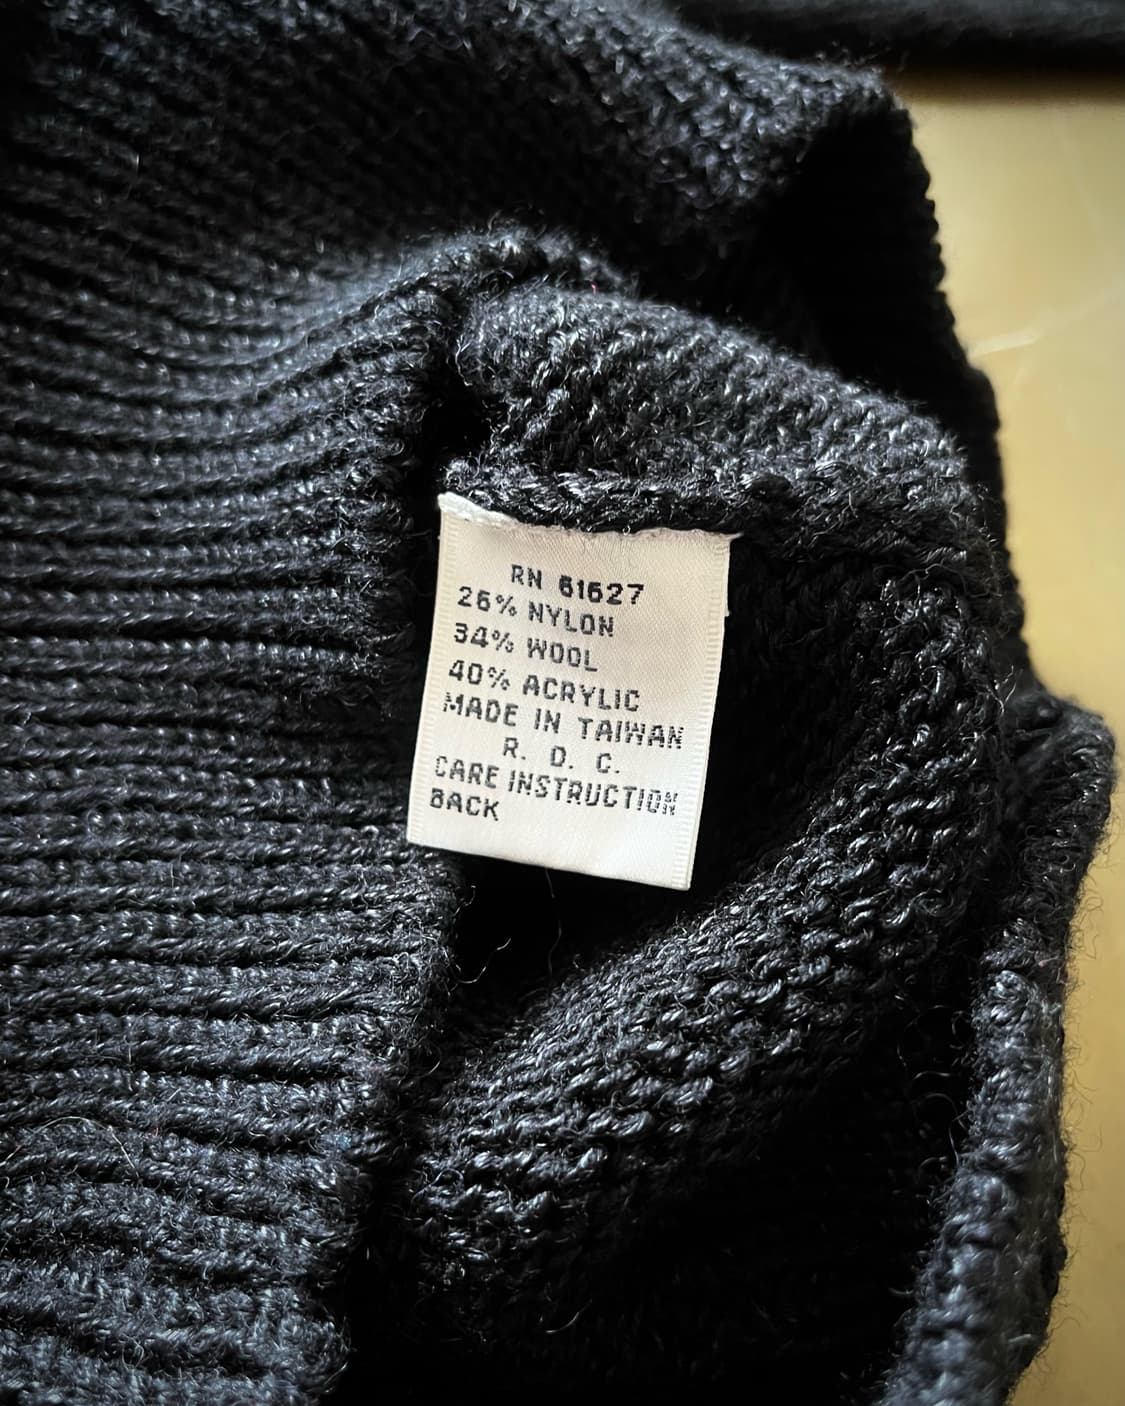 RN 61627
26% NYLON
34% WOOL
40% ACRYLIC
MADE IN TAIWAN
R. D. C.
CARE INSTRUCTION
BACK